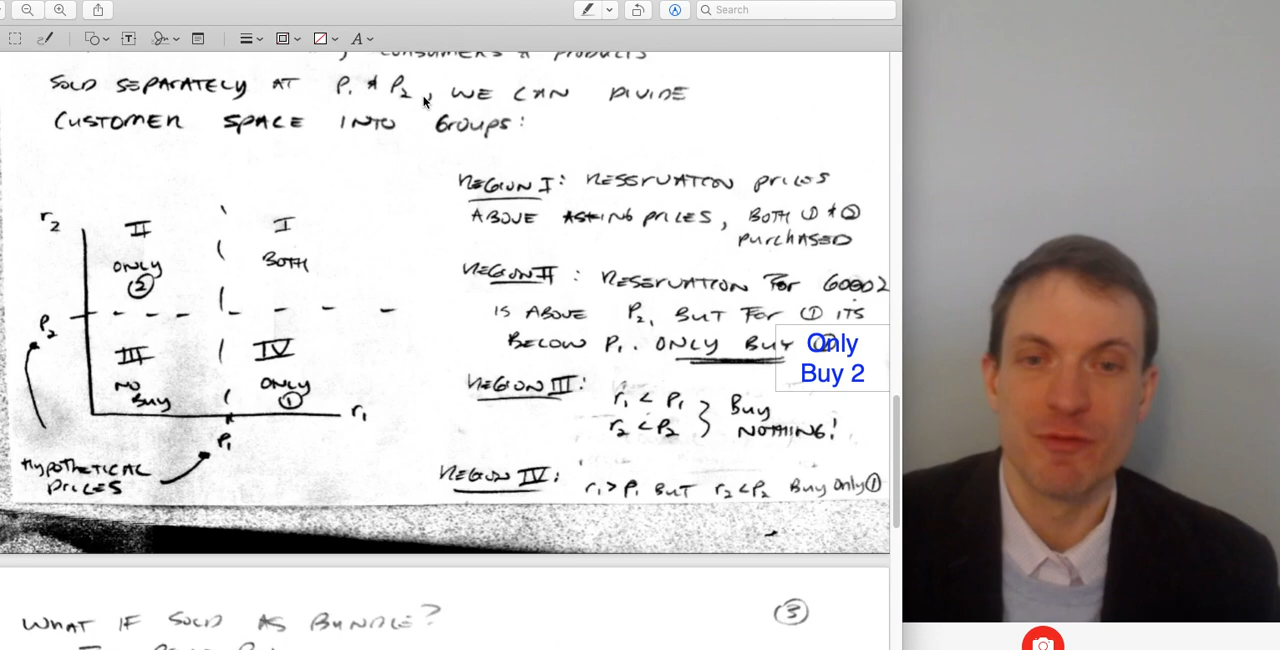 Search
CONSUMERS & PRODUCTS
SOLD SEPARATELY AT P1 & P2, WE CAN DIVIDE
CUSTOMER SPACE INTO GROUPS:
r2
II
ONLY
②
I
BOTH
P2
III
NO
BUY
IV
ONLY
①
r1
P1
HYPOTHETICAL
PRICES
REGION I: RESERVATION PRICES
ABOVE ASKING PRICES, BOTH ① & ②
PURCHASED
REGION II: RESERVATION FOR GOOD 2
IS ABOVE P2, BUT FOR ① ITS
BELOW P1. ONLY BUY
Only
Buy 2
REGION III: r1 < P1 } BUY
r2 < P2 NOTHING!
REGION IV: r1 > P1 BUT r2 < P2 Buy Only ①
WHAT IF SOLD AS BUNDLE?
③